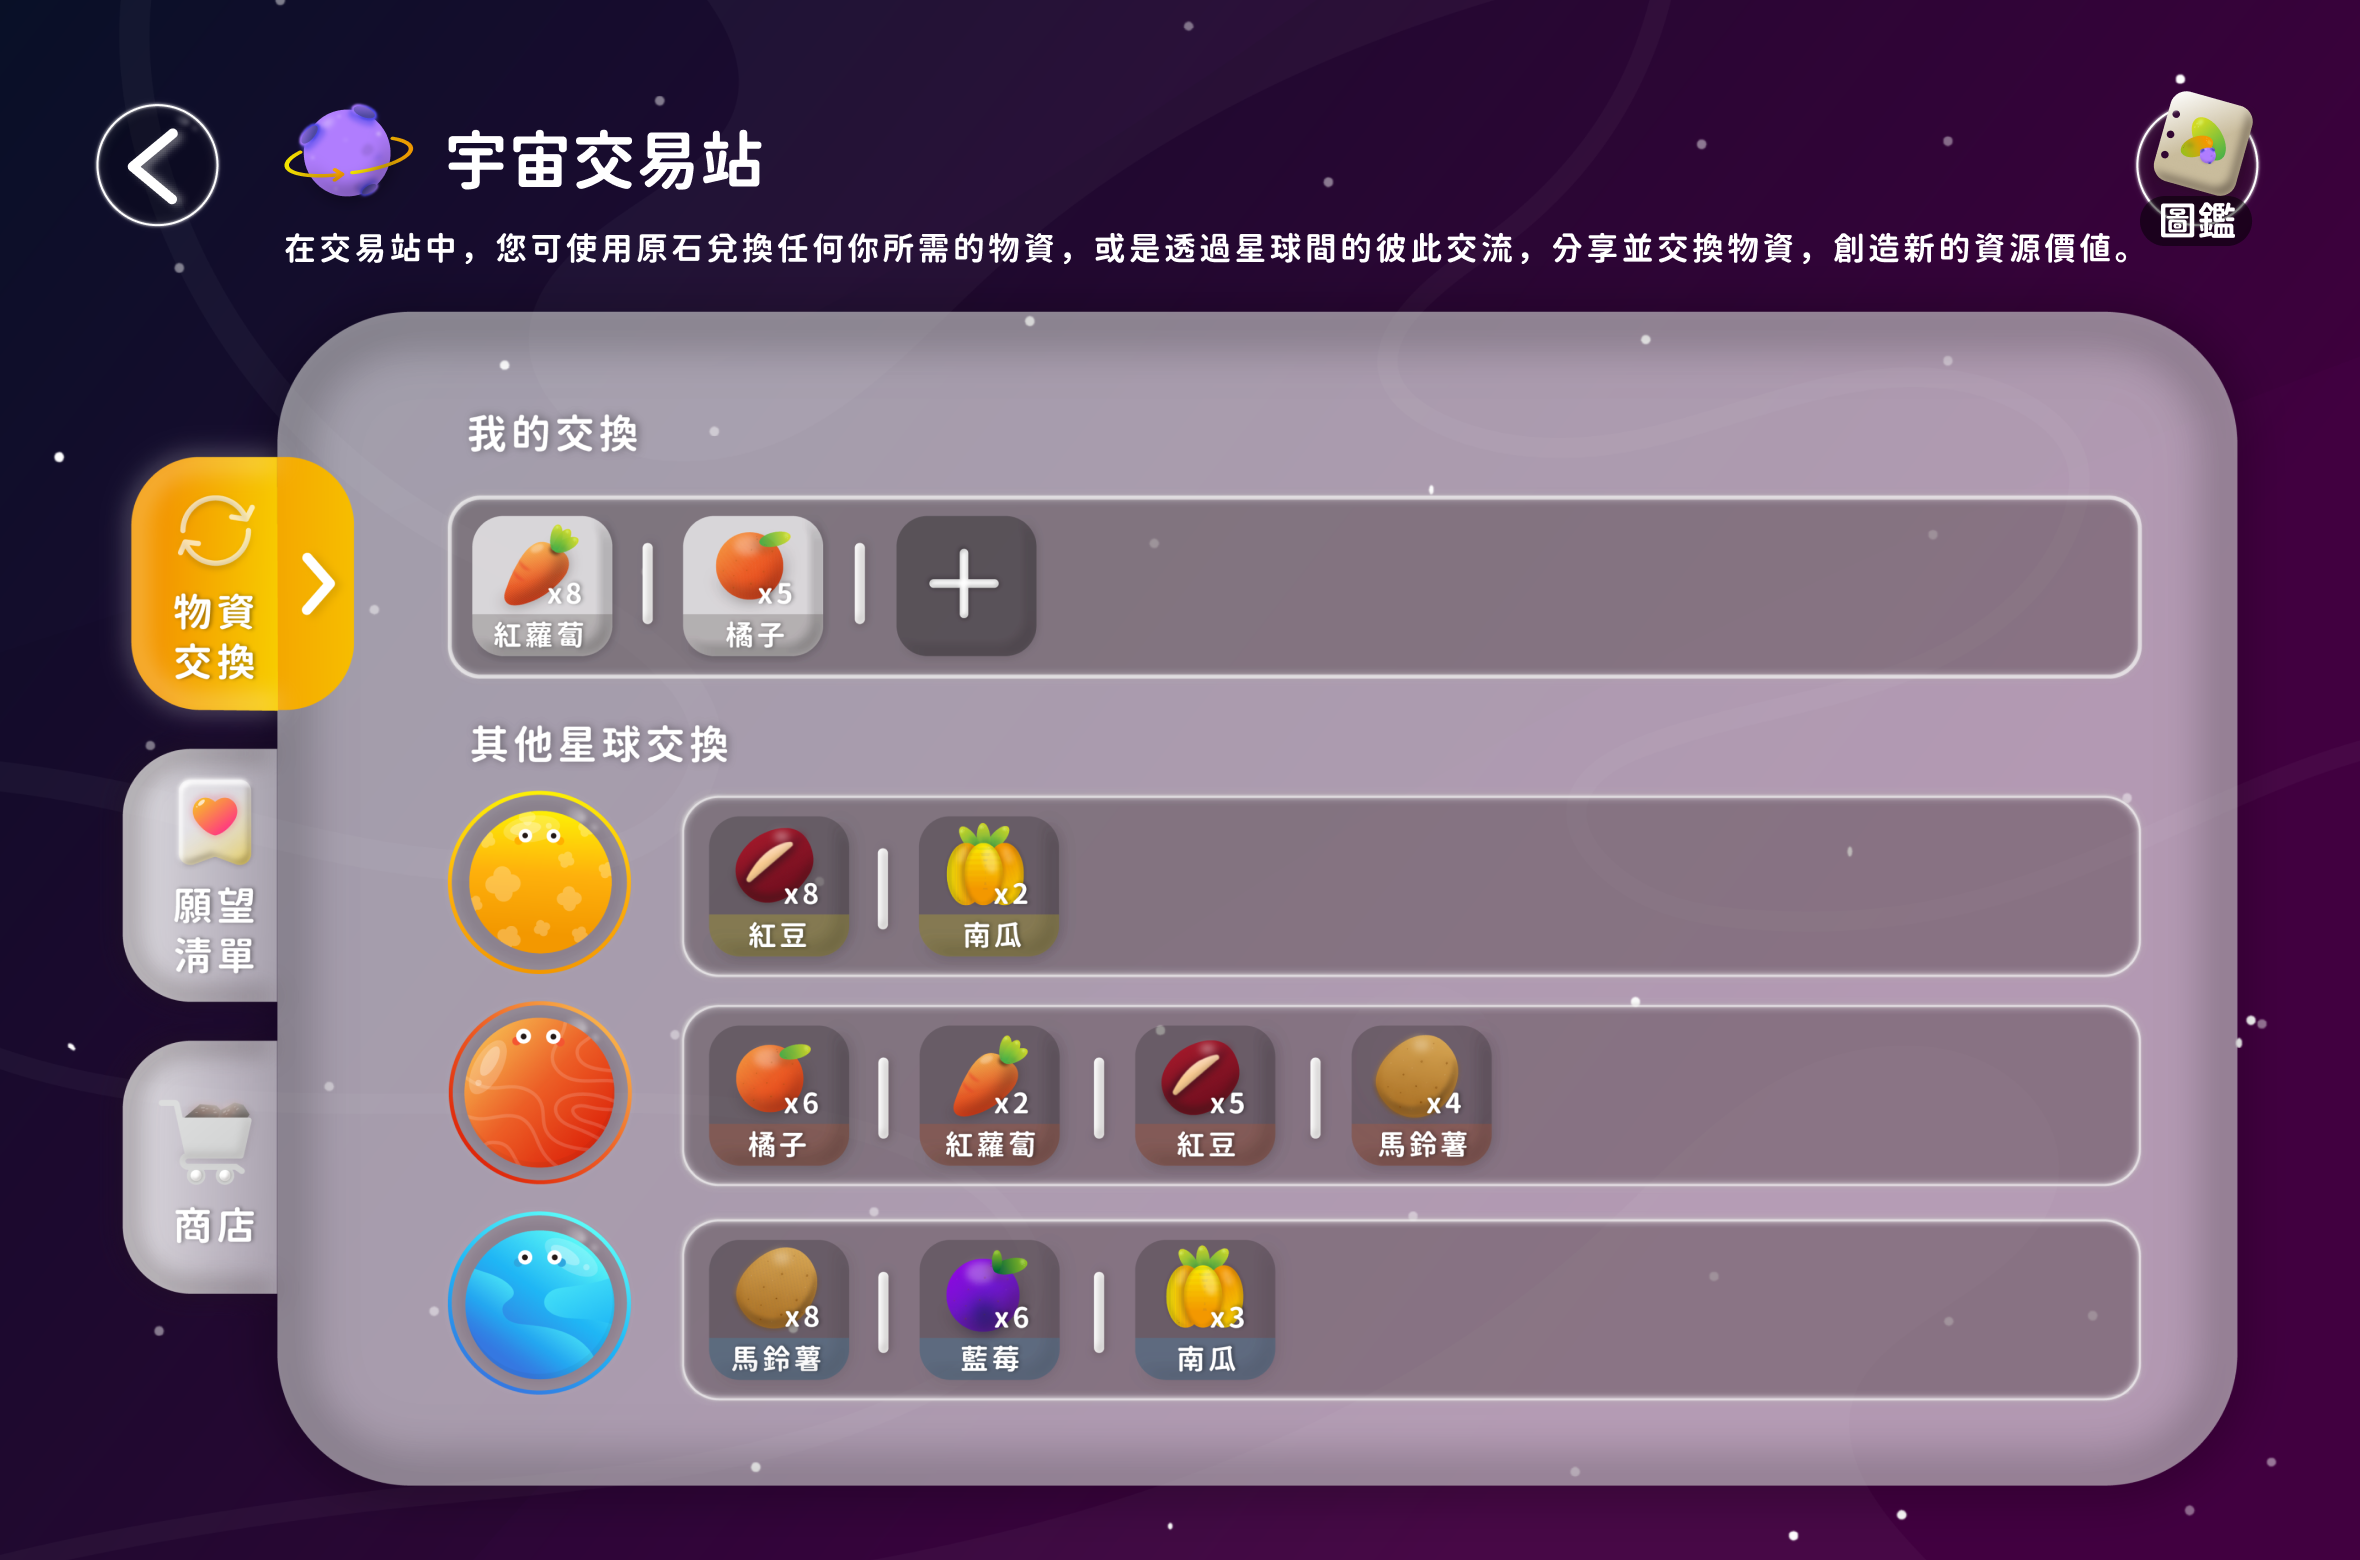 宇宙交易站
圖鑑
在交易站中，您可使用原石兌換任何你所需的物資，或是透過星球間的彼此交流，分享並交換物資，創造新的資源價值。
我的交換
x8
紅蘿蔔
x5
橘子
物資
交換
其他星球交換
x8
紅豆
x2
南瓜
願望
清單
x6
橘子
x2
紅蘿蔔
x5
紅豆
x4
馬鈴薯
商店
x8
馬鈴薯
x6
藍莓
x3
南瓜